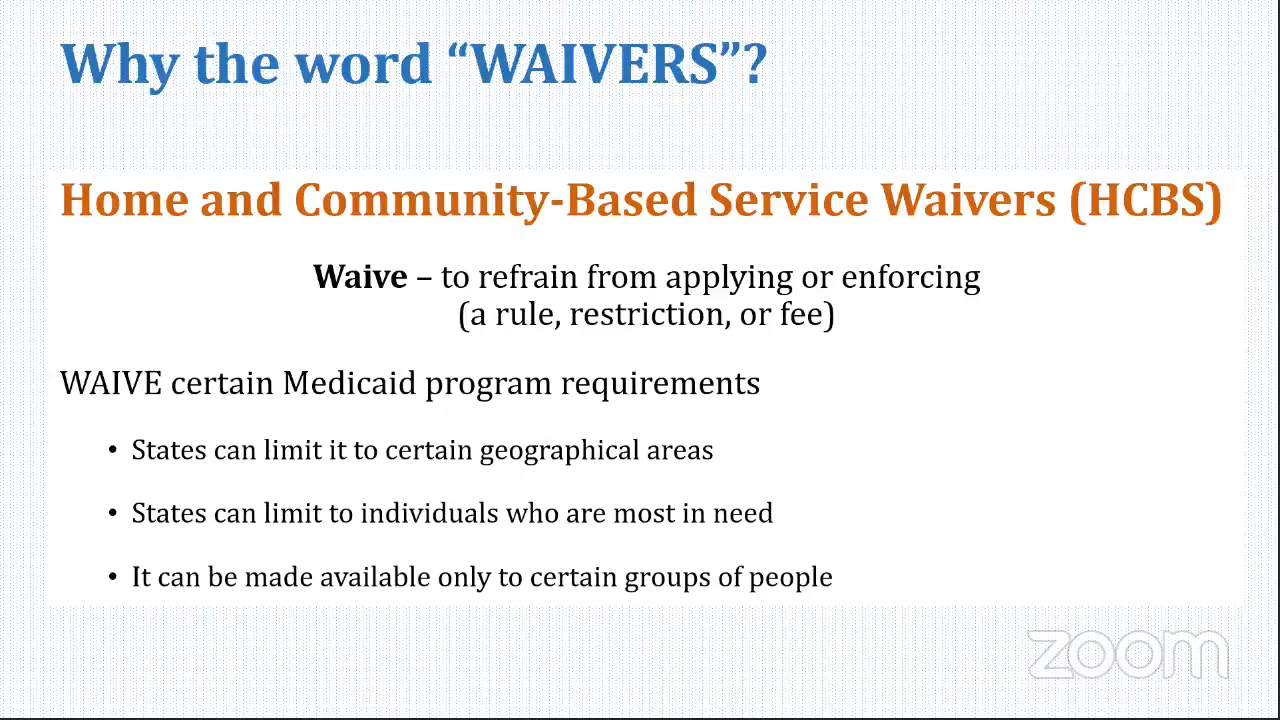 Why the word “WAIVERS”?
Home and Community-Based Service Waivers (HCBS)
Waive – to refrain from applying or enforcing
(a rule, restriction, or fee)
WAIVE certain Medicaid program requirements
• States can limit it to certain geographical areas
• States can limit to individuals who are most in need
• It can be made available only to certain groups of people
zoom